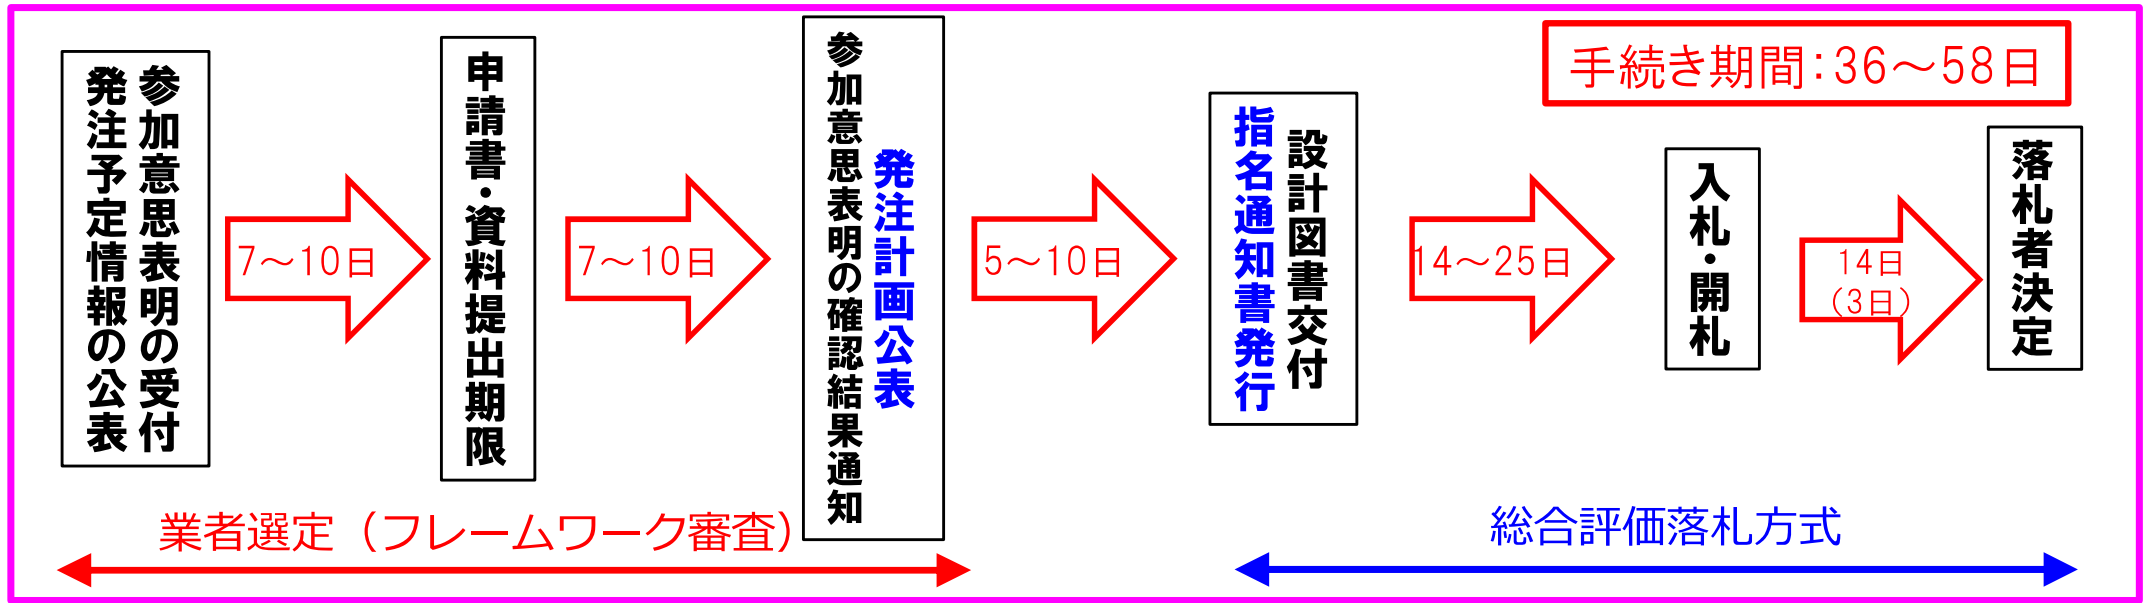 手続き期間：36～58日
参加意思表明の受付
発注予定情報の公表
7～10日
申請書・資料提出期限
7～10日
発注計画公表
参加意思表明の確認結果通知
5～10日
設計図書交付
指名通知書発行
14～25日
入札・開札
14日
（3日）
落札者決定
業者選定（フレームワーク審査）
総合評価落札方式